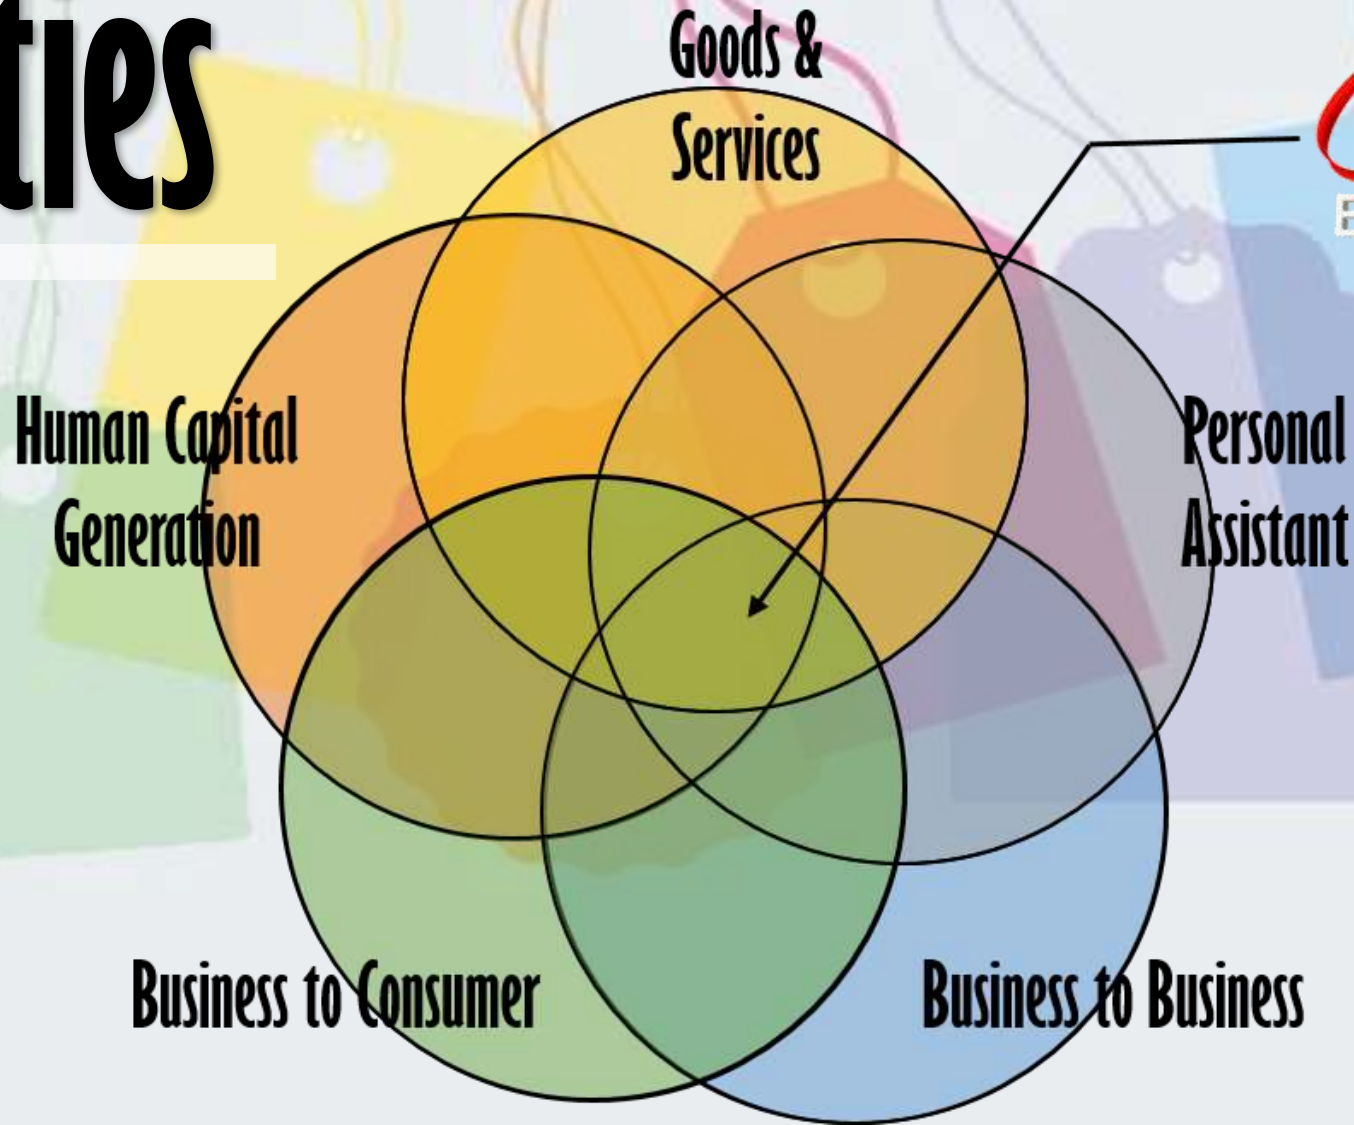 ties
Goods &
Services
Human Capital
Generation
Personal
Assistant
Business to Consumer
Business to Business